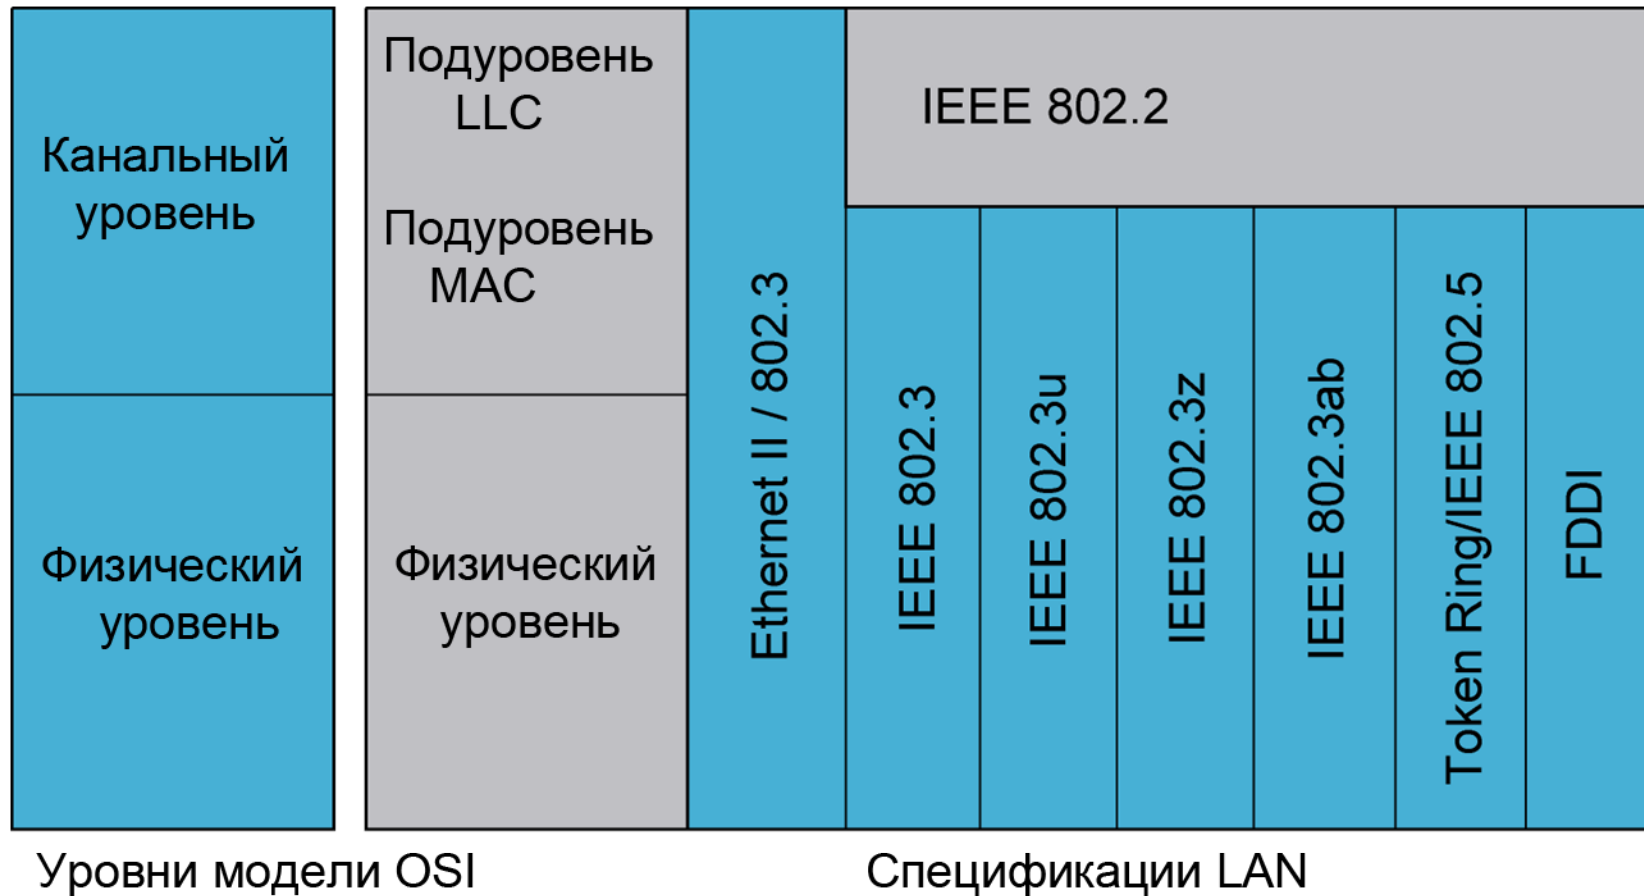 Канальный
уровень
Физический
уровень
Подуровень
LLC
Подуровень
MAC
Физический
уровень
Ethernet II / 802.3
IEEE 802.2
IEEE 802.3
IEEE 802.3u
IEEE 802.3z
IEEE 802.3ab
Token Ring/IEEE 802.5
FDDI
Уровни модели OSI
Спецификации LAN